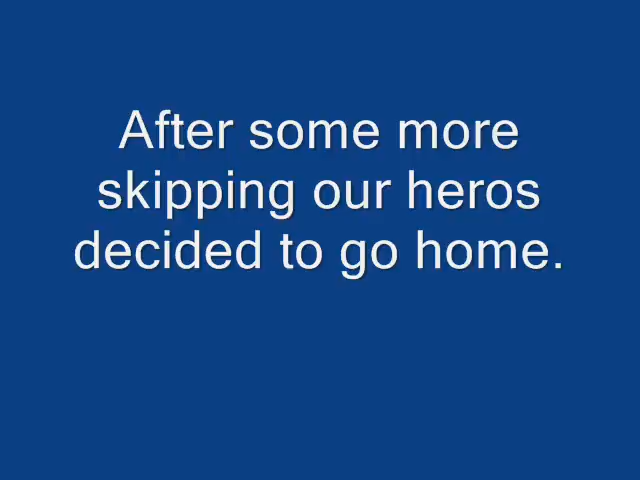 After some more
skipping our heros
decided to go home.